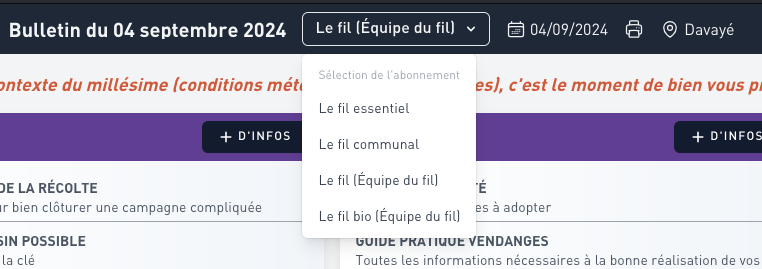 Bulletin du 04 septembre 2024
Le fil (Équipe du fil)
04/09/2024
Davayé
Sélection de l'abonnement
Le fil essentiel
Le fil communal
Le fil (Équipe du fil)
Le fil bio (Équipe du fil)
contexte du millésime (conditions mét
es), c'est le moment de bien vous p
+ D'INFOS
+ D'INFOS
DE LA RÉCOLTE
ur bien clôturer une campagne compliquée
TÉ
es à adopter
SIN POSSIBLE
la clé
GUIDE PRATIQUE VENDANGES
Toutes les informations nécessaires à la bonne réalisation de vos